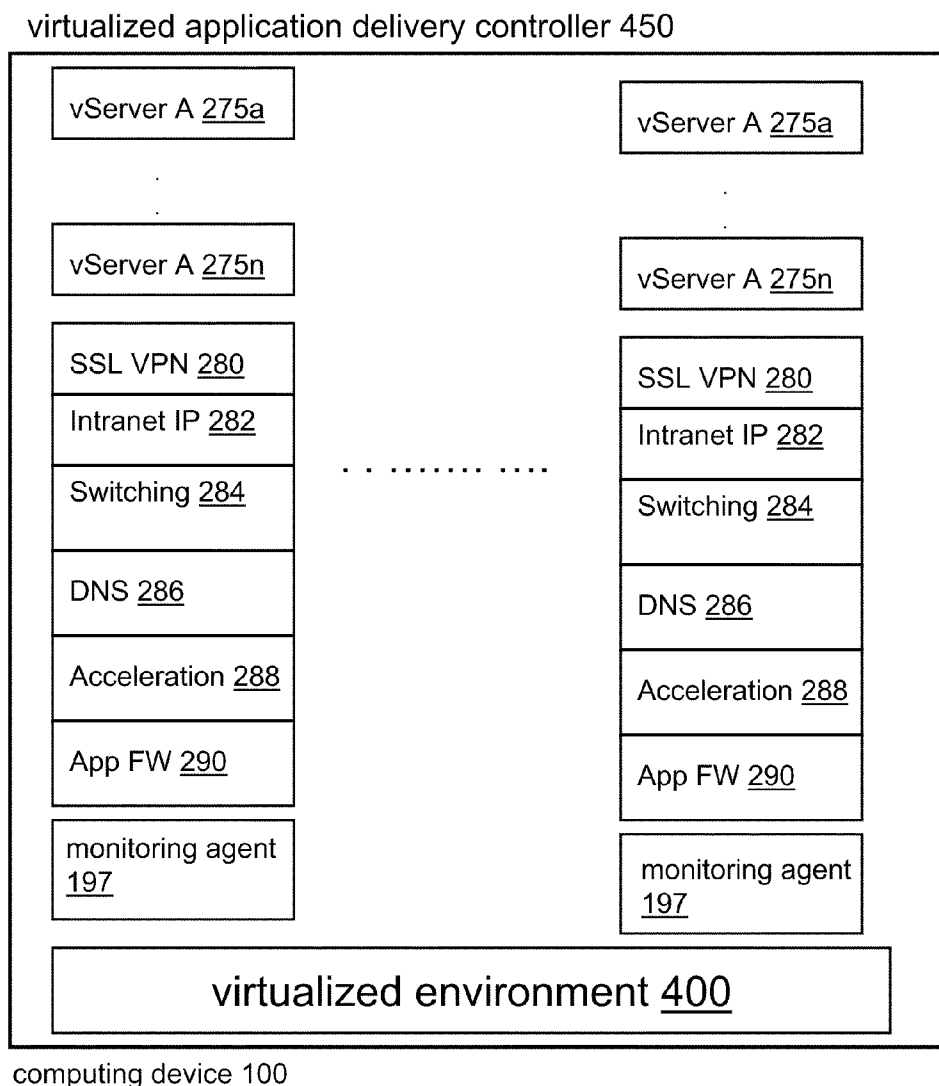 virtualized application delivery controller 450
vServer A 275a
vServer A 275n
SSL VPN 280
Intranet IP 282
Switching 284
DNS 286
Acceleration 288
App FW 290
monitoring agent
197
vServer A 275a
vServer A 275n
SSL VPN 280
Intranet IP 282
Switching 284
DNS 286
Acceleration 288
App FW 290
monitoring agent
197
virtualized environment 400
computing device 100